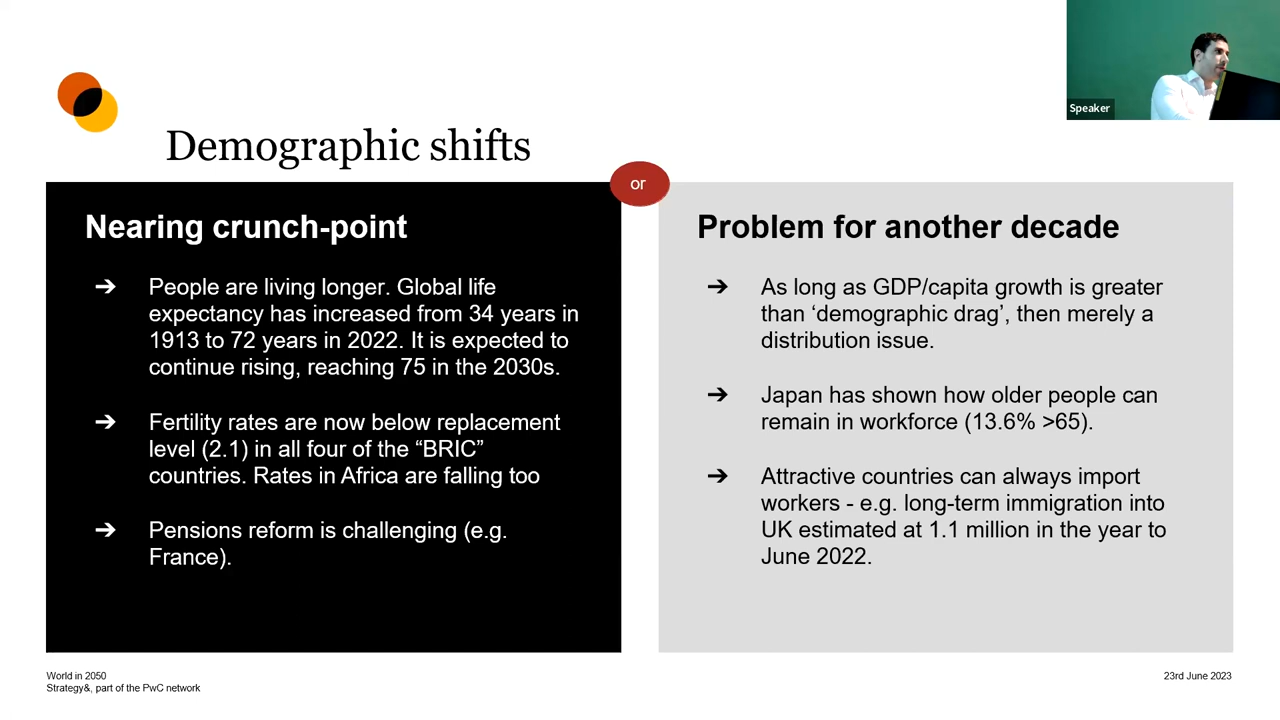 Speaker
Demographic shifts
or
Nearing crunch-point
➔ People are living longer. Global life
expectancy has increased from 34 years in
1913 to 72 years in 2022. It is expected to
continue rising, reaching 75 in the 2030s.
➔ Fertility rates are now below replacement
level (2.1) in all four of the “BRIC”
countries. Rates in Africa are falling too
➔ Pensions reform is challenging (e.g.
France).
Problem for another decade
➔ As long as GDP/capita growth is greater
than ‘demographic drag’, then merely a
distribution issue.
➔ Japan has shown how older people can
remain in workforce (13.6% >65).
➔ Attractive countries can always import
workers - e.g. long-term immigration into
UK estimated at 1.1 million in the year to
June 2022.
World in 2050
Strategy&, part of the PwC network
23rd June 2023